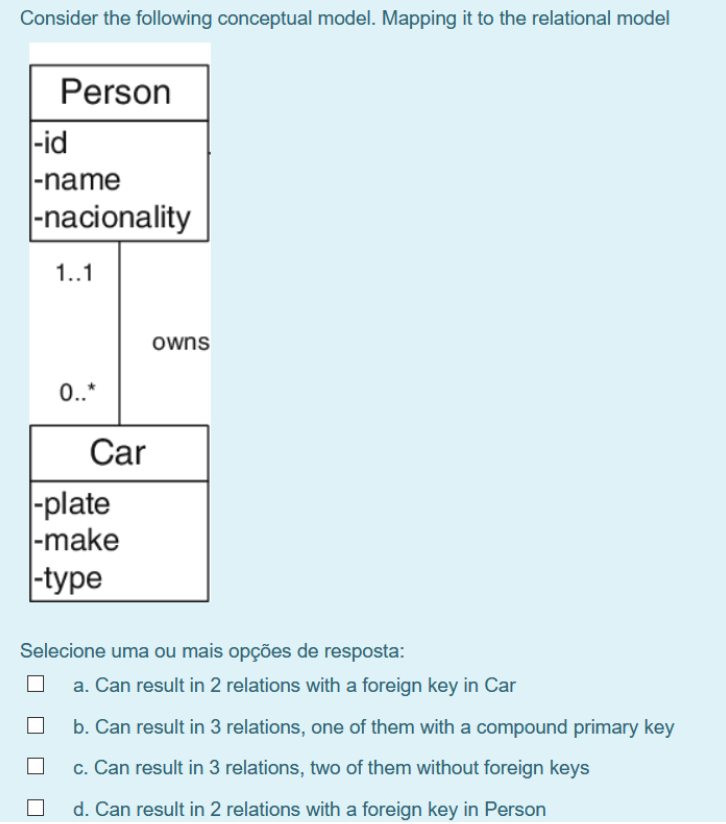 Consider the following conceptual model. Mapping it to the relational model
Person
-id
-name
-nacionality
1..1
owns
0..*
Car
-plate
-make
-type
Selecione uma ou mais opções de resposta:
a. Can result in 2 relations with a foreign key in Car
b. Can result in 3 relations, one of them with a compound primary key
c. Can result in 3 relations, two of them without foreign keys
d. Can result in 2 relations with a foreign key in Person